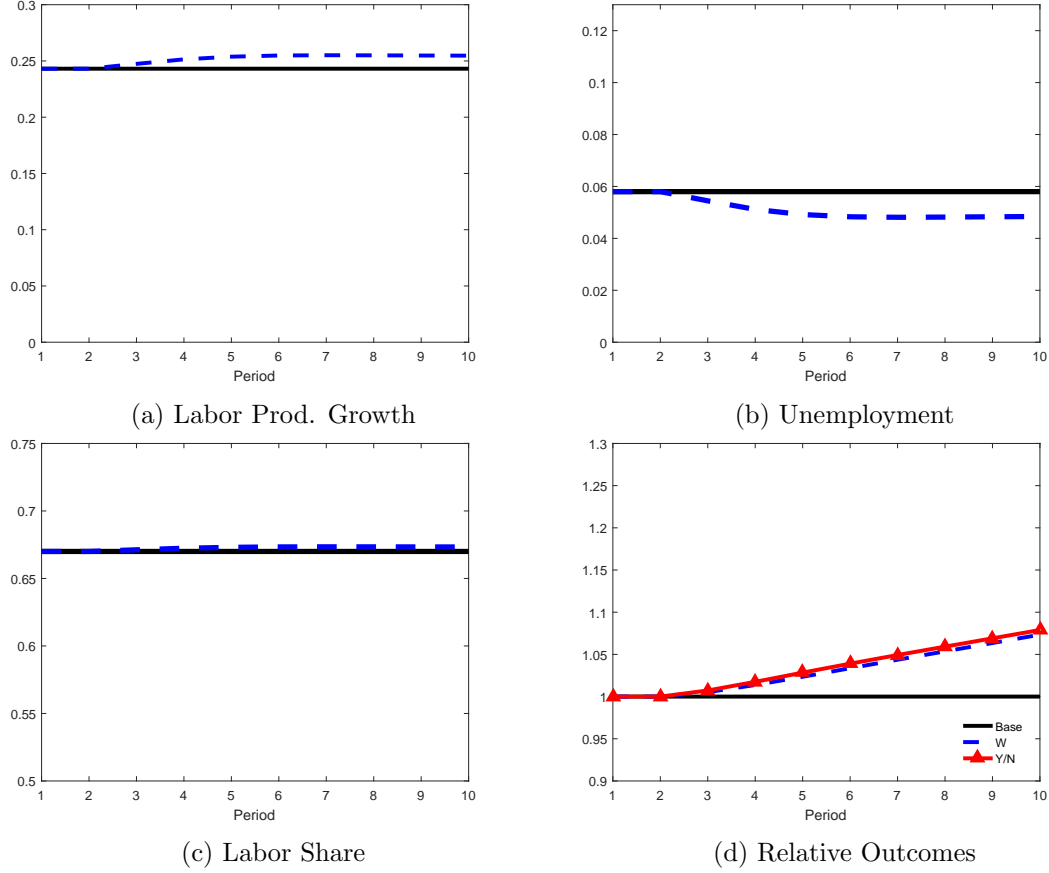 0.3
0.25
0.2
0.15
0.1
0.05
0
1 2 3 4 5 6 7 8 9 10
Period
(a) Labor Prod. Growth
0.12
0.1
0.08
0.06
0.04
0.02
0
1 2 3 4 5 6 7 8 9 10
Period
(b) Unemployment
0.75
0.7
0.65
0.6
0.55
0.5
1 2 3 4 5 6 7 8 9 10
Period
(c) Labor Share
1.3
1.25
1.2
1.15
1.1
1.05
1
0.95
0.9
1 2 3 4 5 6 7 8 9 10
Period
Base
W
Y/N
(d) Relative Outcomes